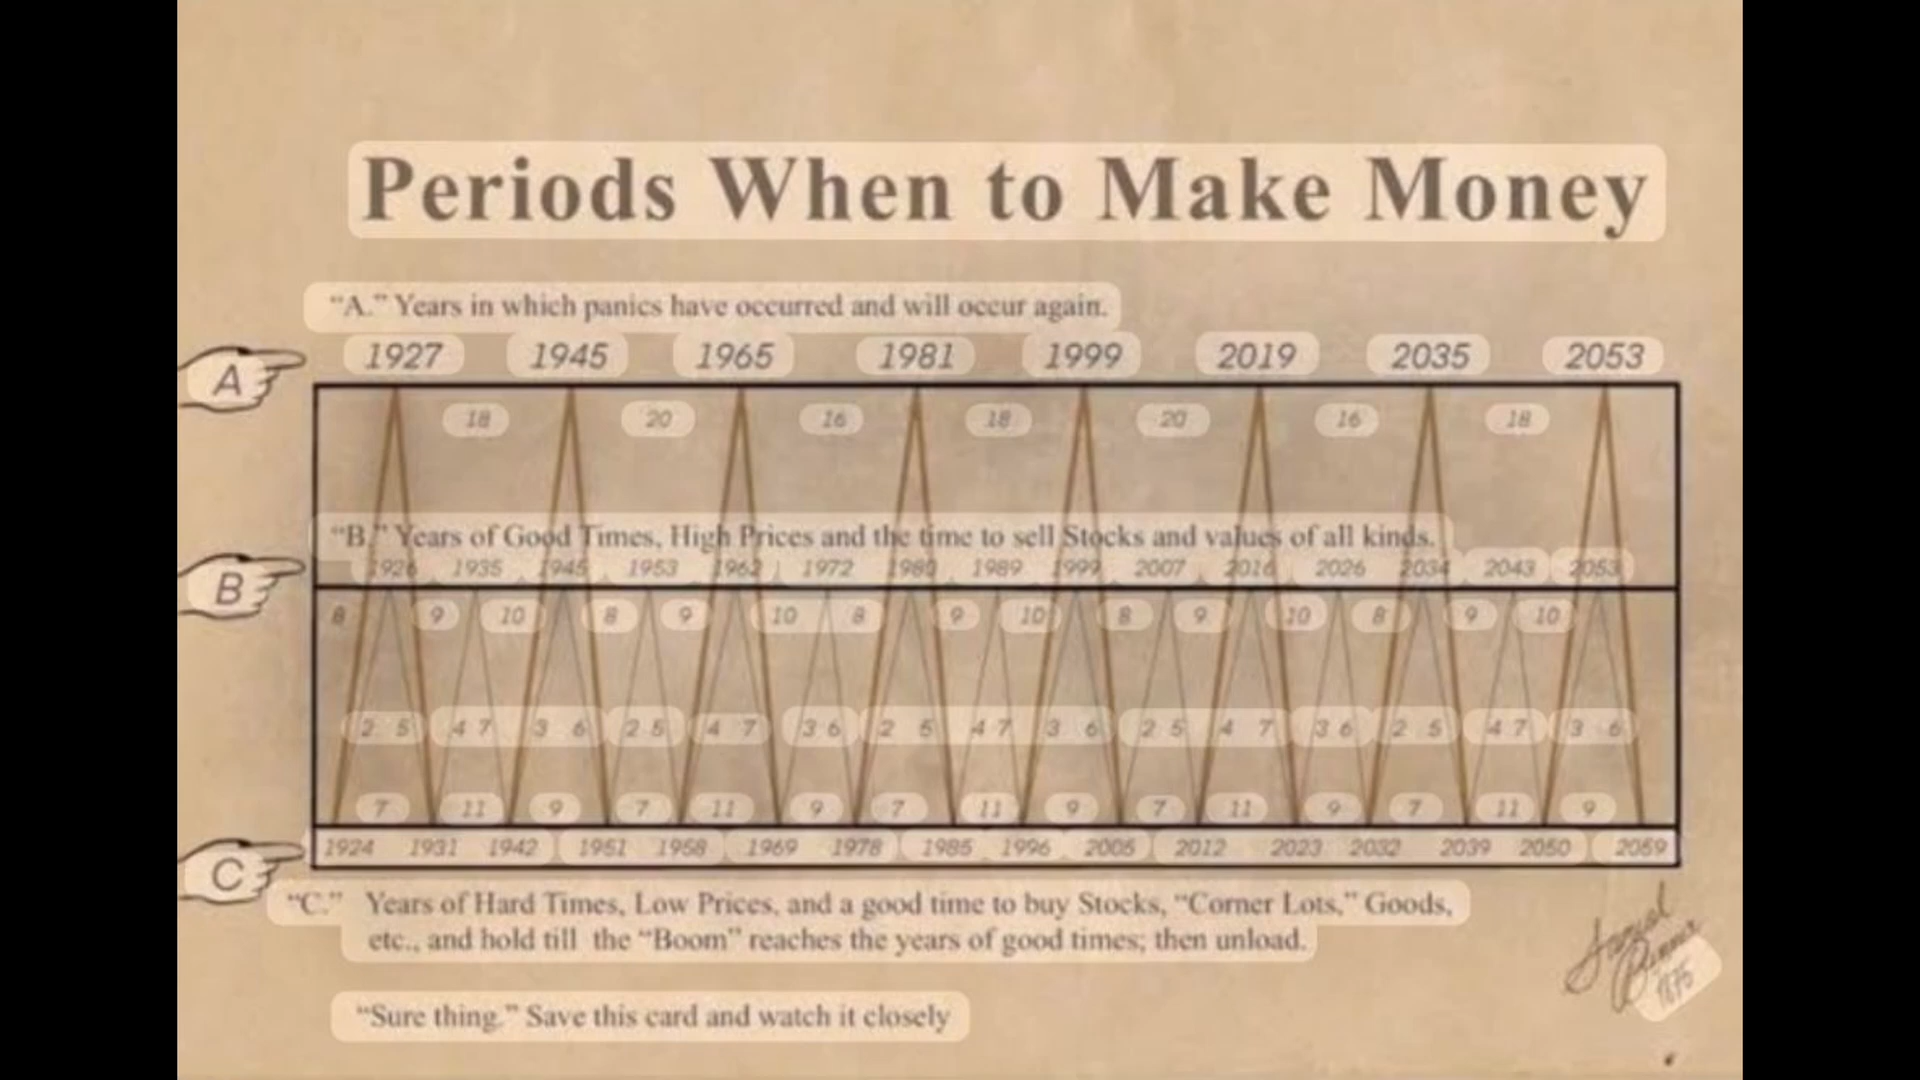 Periods When to Make Money
“A.” Years in which panics have occurred and will occur again.
A 1927 1945 1965 1981 1999 2019 2035 2053
18 20 16 18 20 16 18
“B.” Years of Good Times, High Prices and the time to sell Stocks and values of all kinds.
B 1926 1935 1945 1953 1962 1972 1980 1989 1999 2007 2016 2026 2034 2043 2053
8 9 10 8 9 10 8 9 10 8 9 10 8 9 10
2 5 4 7 3 6 2 5 4 7 3 6 2 5 4 7 3 6 2 5 4 7 3 6 2 5 4 7 3 6
7 11 9 7 11 9 7 11 9 7 11 9 7 11 9
C 1924 1931 1942 1951 1958 1969 1978 1985 1996 2005 2012 2023 2032 2039 2050 2059
“C.” Years of Hard Times, Low Prices, and a good time to buy Stocks, “Corner Lots,” Goods,
etc., and hold till the “Boom” reaches the years of good times; then unload.
Samuel
Benner
1875
“Sure thing.” Save this card and watch it closely